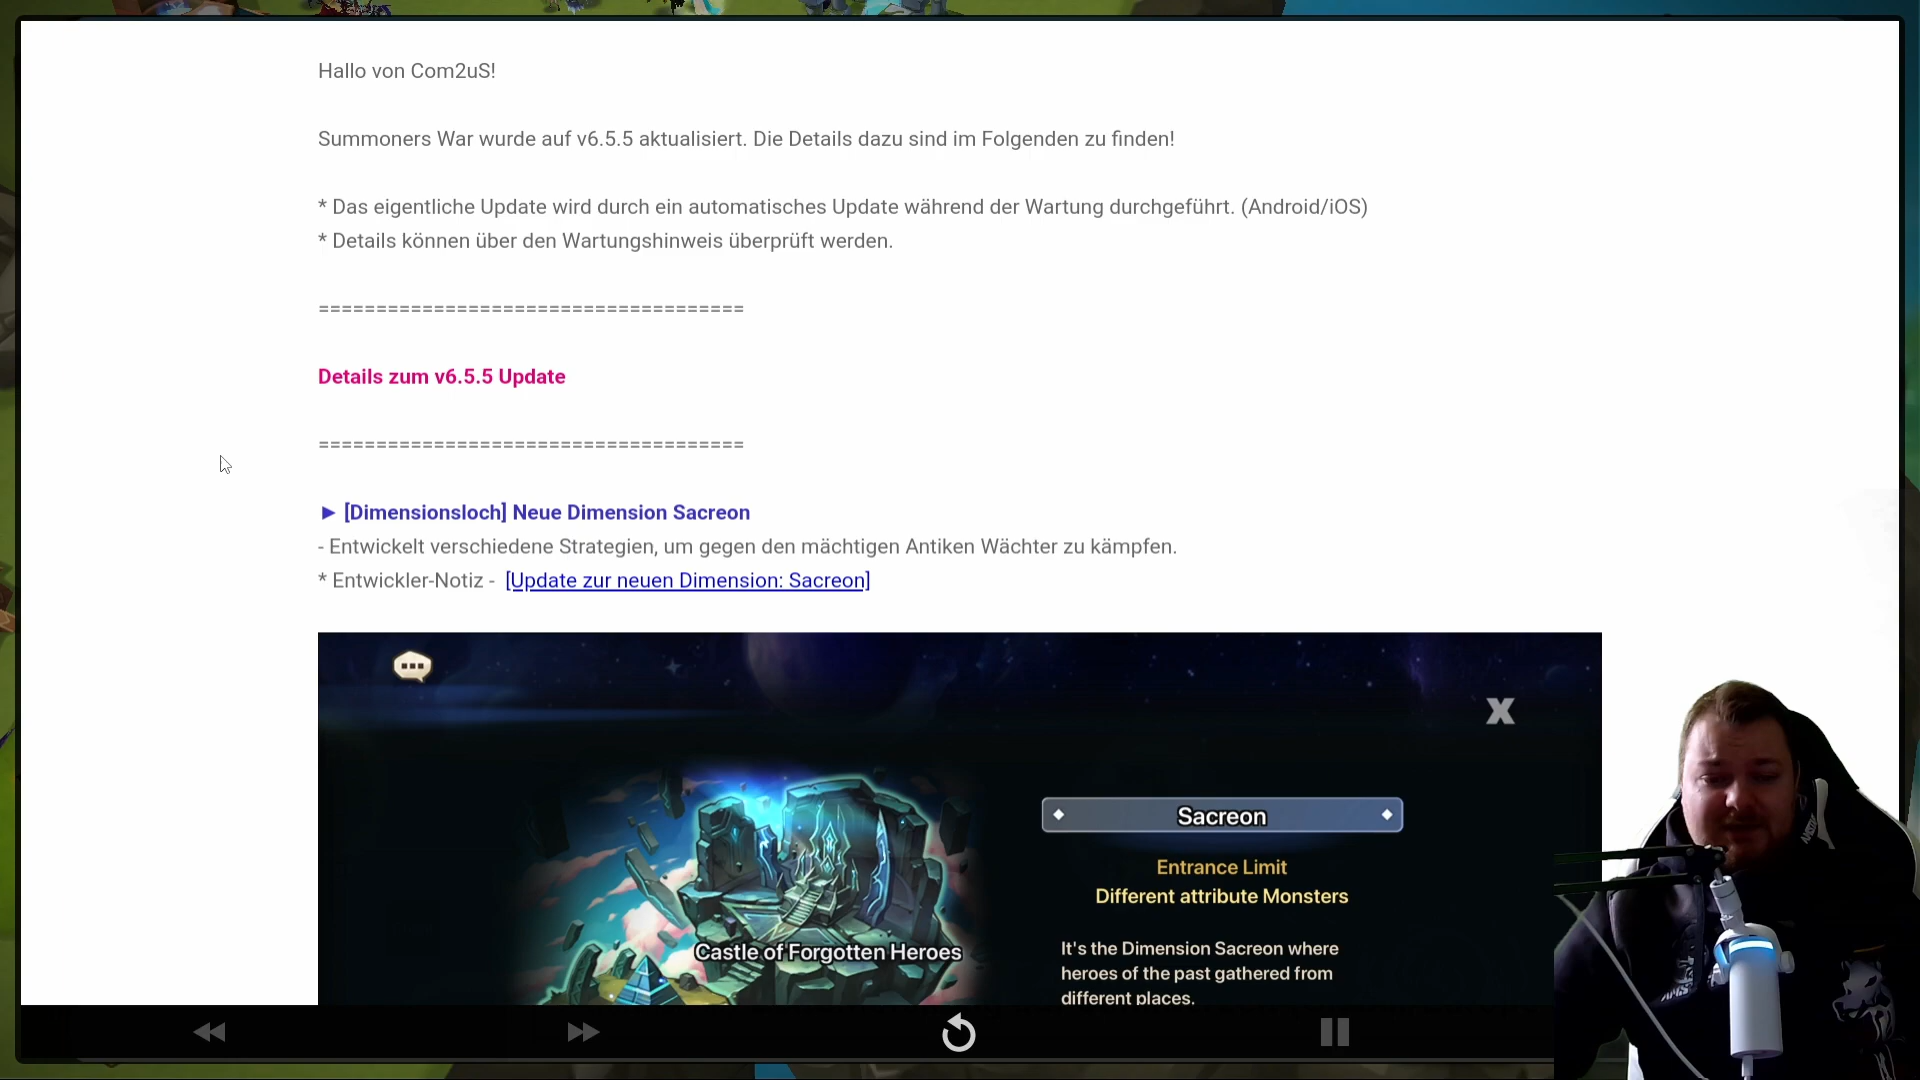 Hallo von Com2uS!
Summoners War wurde auf v6.5.5 aktualisiert. Die Details dazu sind im Folgenden zu finden!
* Das eigentliche Update wird durch ein automatisches Update während der Wartung durchgeführt. (Android/iOS)
* Details können über den Wartungshinweis überprüft werden.
===================================
Details zum v6.5.5 Update
===================================
► [Dimensionsloch] Neue Dimension Sacreon
- Entwickelt verschiedene Strategien, um gegen den mächtigen Antiken Wächter zu kämpfen.
* Entwickler-Notiz - [Update zur neuen Dimension: Sacreon]
X
Sacreon
Entrance Limit
Different attribute Monsters
Castle of Forgotten Heroes
It's the Dimension Sacreon where
heroes of the past gathered from
different places.